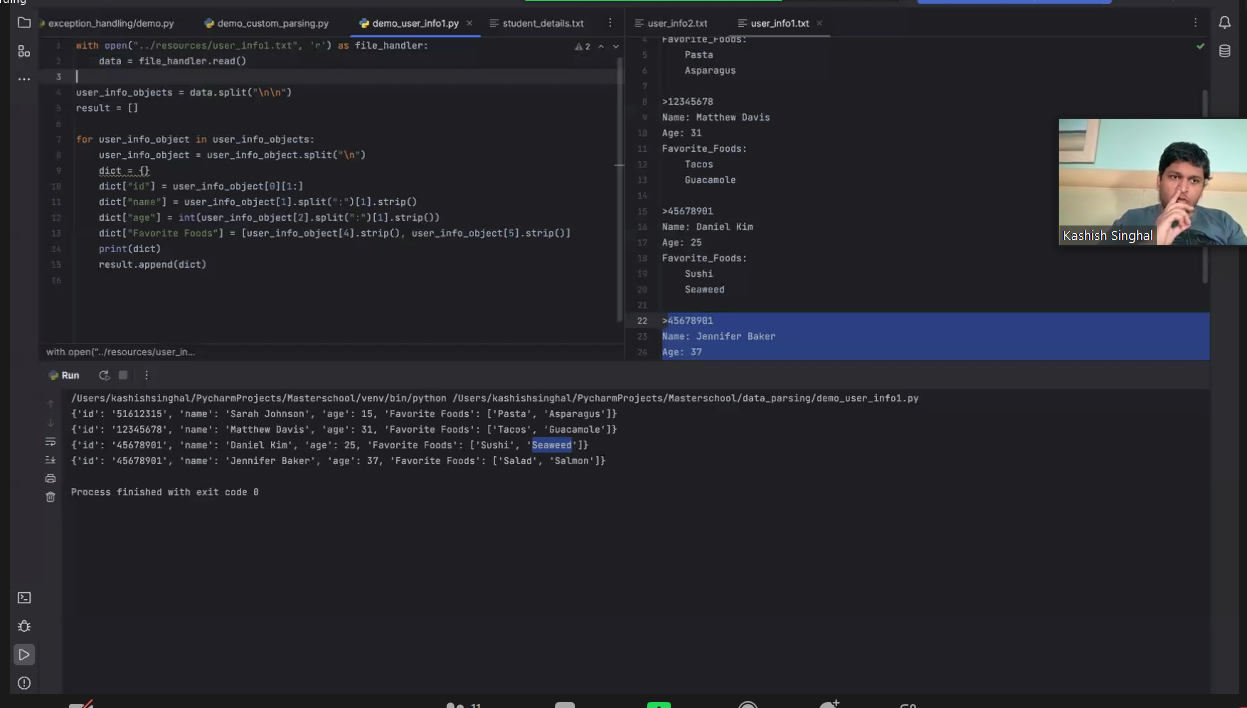 exception_handling/demo.py demo_custom_parsing.py demo_user_info1.py student_details.txt user_info2.txt user_info1.txt
1 with open("../resources/user_info1.txt", 'r') as file_handler:
2 data = file_handler.read()
3
4 user_info_objects = data.split("\n\n")
5 result = []
6
7 for user_info_object in user_info_objects:
8 user_info_object = user_info_object.split("\n")
9 dict = {}
10 dict["id"] = user_info_object[0][1:]
11 dict["name"] = user_info_object[1].split(":")[1].strip()
12 dict["age"] = int(user_info_object[2].split(":")[1].strip())
13 dict["Favorite Foods"] = [user_info_object[4].strip(), user_info_object[5].strip()]
14 print(dict)
15 result.append(dict)
16
2
with open("../resources/user_in...
4 Favorite_Foods:
5 Pasta
6 Asparagus
7
8 >12345678
9 Name: Matthew Davis
10 Age: 31
11 Favorite_Foods:
12 Tacos
13 Guacamole
14
15 >45678901
16 Name: Daniel Kim
17 Age: 25
18 Favorite_Foods:
19 Sushi
20 Seaweed
21
22 >45678901
23 Name: Jennifer Baker
24 Age: 37
Kashish Singhal
Run
/Users/kashishsinghal/PycharmProjects/Masterschool/venv/bin/python /Users/kashishsinghal/PycharmProjects/Masterschool/data_parsing/demo_user_info1.py
{'id': '51612315', 'name': 'Sarah Johnson', 'age': 15, 'Favorite Foods': ['Pasta', 'Asparagus']}
{'id': '12345678', 'name': 'Matthew Davis', 'age': 31, 'Favorite Foods': ['Tacos', 'Guacamole']}
{'id': '45678901', 'name': 'Daniel Kim', 'age': 25, 'Favorite Foods': ['Sushi', 'Seaweed']}
{'id': '45678901', 'name': 'Jennifer Baker', 'age': 37, 'Favorite Foods': ['Salad', 'Salmon']}
Process finished with exit code 0
11